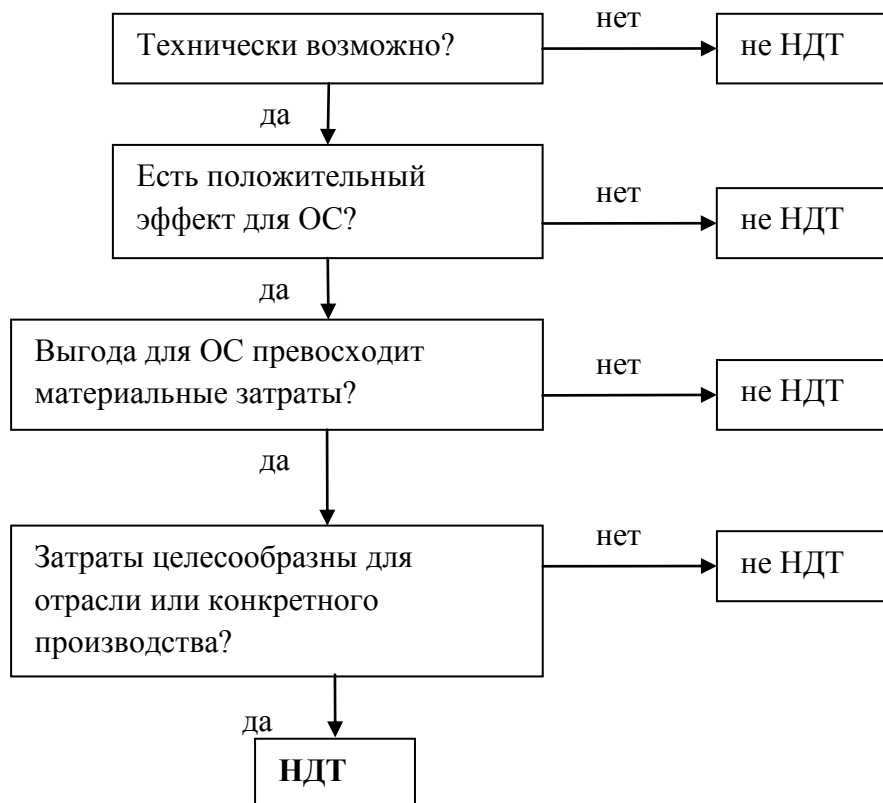 нет
Технически возможно?
не НДТ
да
Есть положительный
эффект для ОС?
нет
не НДТ
да
Выгода для ОС превосходит
материальные затраты?
нет
не НДТ
да
Затраты целесообразны для
отрасли или конкретного
производства?
нет
не НДТ
да
НДТ